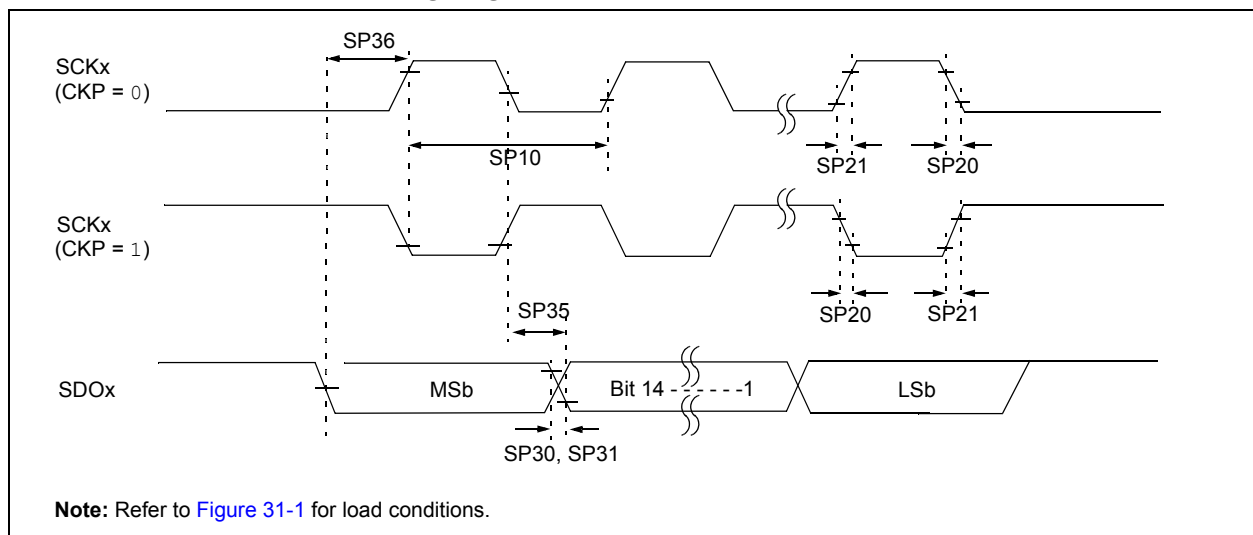 SP36
SCKx
(CKP = 0)
SP10
SP21
SP20
SCKx
(CKP = 1)
SP35
SP20
SP21
SDOx
MSb
Bit 14 - - - - - -1
LSb
SP30, SP31
Note: Refer to Figure 31-1 for load conditions.